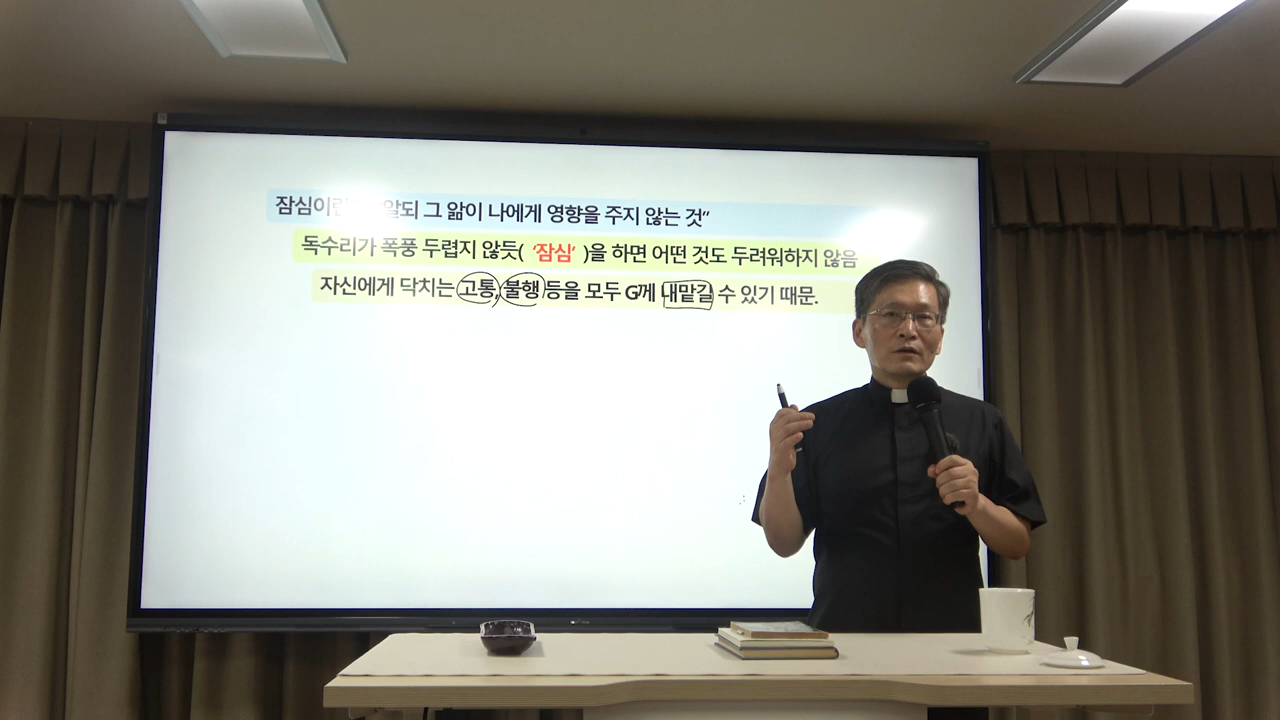 잠심이란 알되 그 앎이 나에게 영향을 주지 않는 것”
독수리가 폭풍 두렵지 않듯( ‘잠심’ )을 하면 어떤 것도 두려워하지 않음
자신에게 닥치는 고통, 불행 등을 모두 G께 내맡길 수 있기 때문.